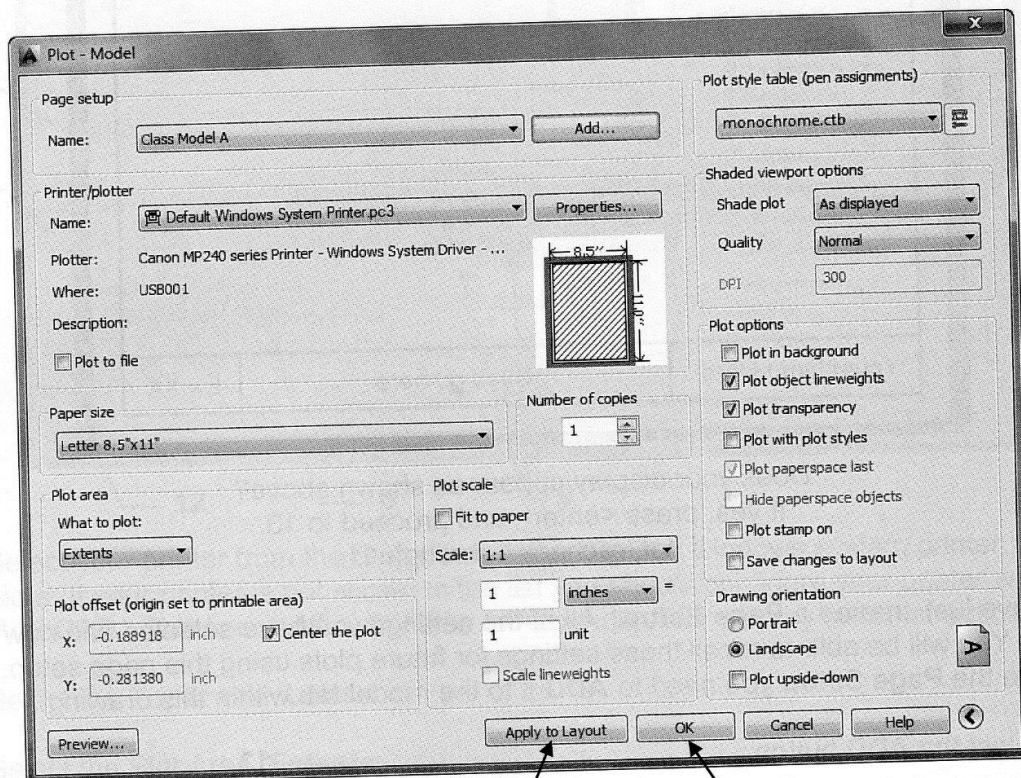 Plot - Model
Page setup
Name:
Class Model A
Add...
Plot style table (pen assignments)
monochrome.ctb
Printer/plotter
Name:
Default Windows System Printer.pc3
Properties...
Plotter:
Canon MP240 series Printer - Windows System Driver - ...
Where:
USB001
Description:
Plot to file
8.5"
11.0"
Shaded viewport options
Shade plot
As displayed
Quality
Normal
DPI
300
Paper size
Letter 8.5"x11"
Number of copies
1
Plot options
Plot in background
Plot object lineweights
Plot transparency
Plot with plot styles
Plot paperspace last
Hide paperspace objects
Plot stamp on
Save changes to layout
Plot area
What to plot:
Extents
Plot scale
Fit to paper
Scale:
1:1
1
inches
=
1
unit
Scale lineweights
Plot offset (origin set to printable area)
X:
-0.188918
inch
Center the plot
Y:
-0.281380
inch
Drawing orientation
Portrait
Landscape
Plot upside-down
A
Preview...
Apply to Layout
OK
Cancel
Help